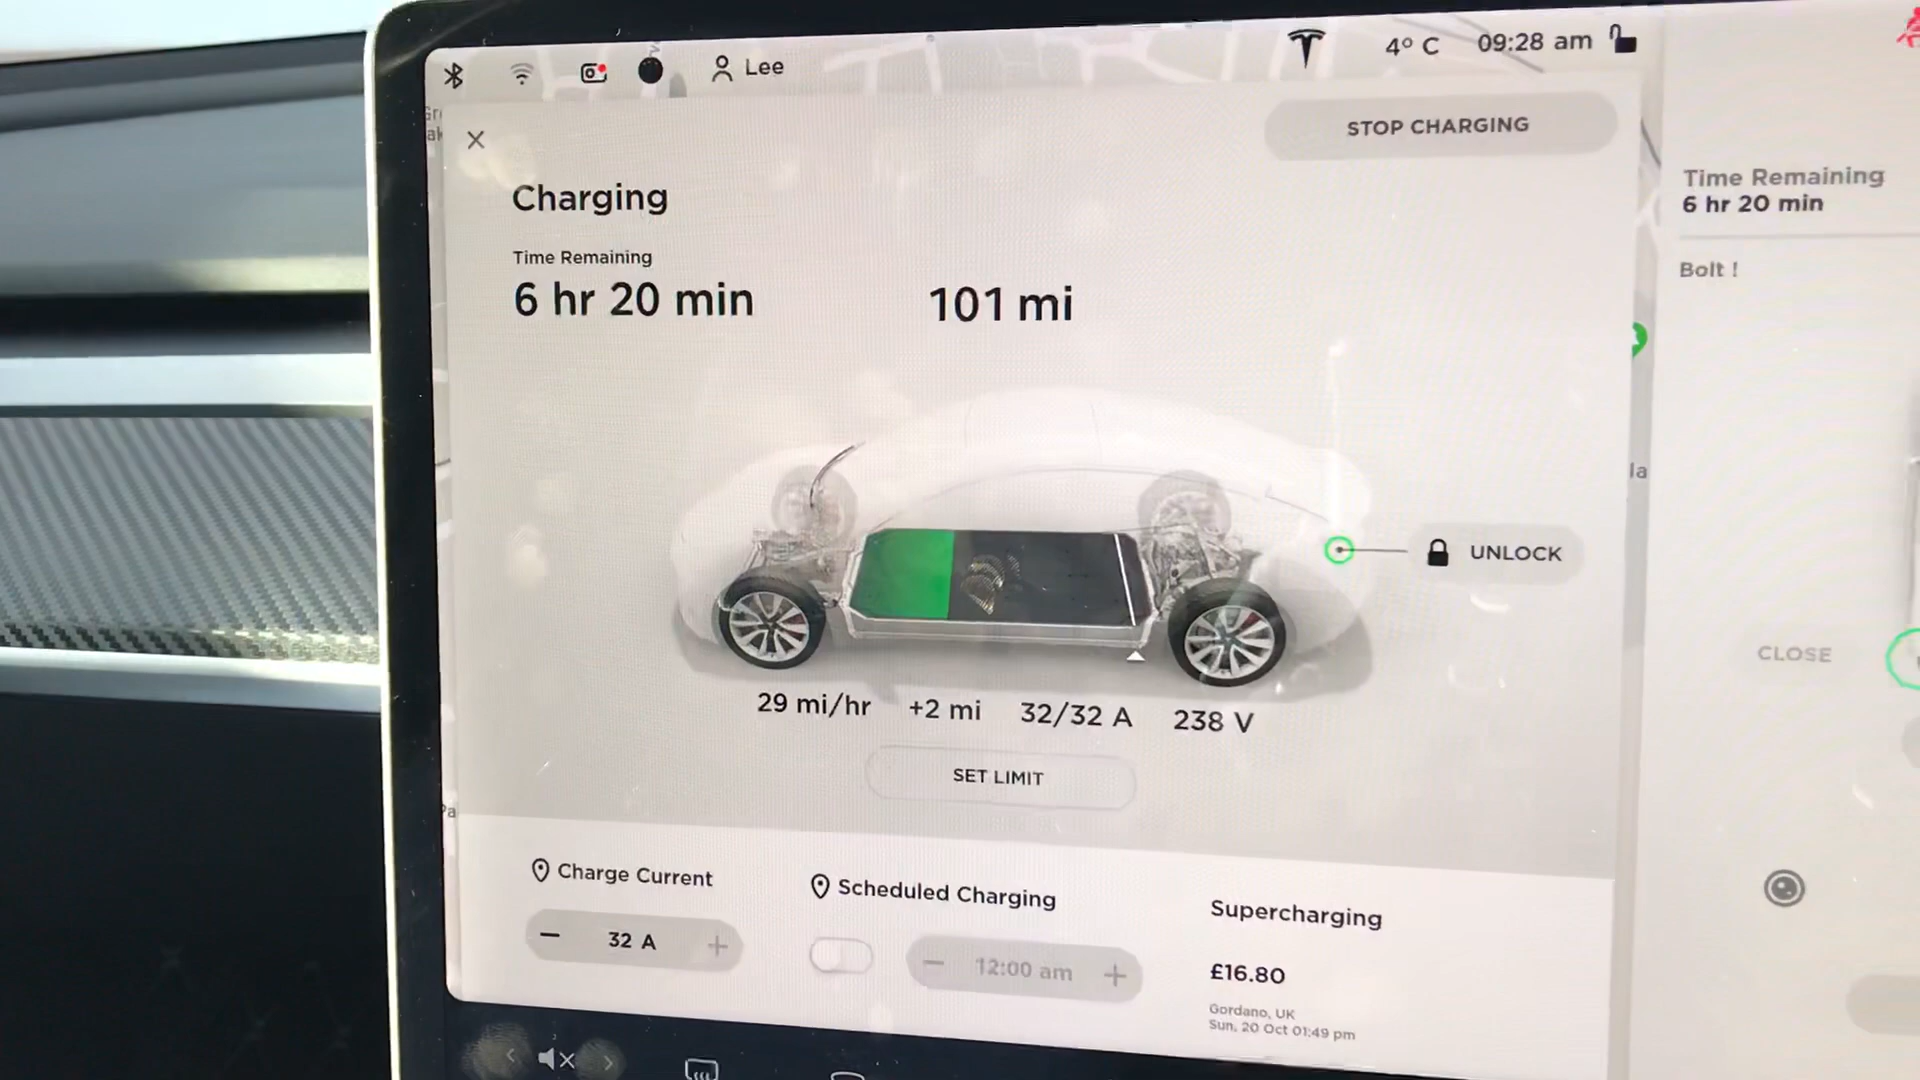 Lee
4° C
09:28 am
STOP CHARGING
Charging
Time Remaining
6 hr 20 min
101 mi
UNLOCK
29 mi/hr
+2 mi
32/32 A
238 V
SET LIMIT
Charge Current
32 A
Scheduled Charging
12:00 am
Supercharging
£16.80
Gordano, UK
Sun, 20 Oct 01:49 pm
Time Remaining
6 hr 20 min
Bolt !
la
CLOSE